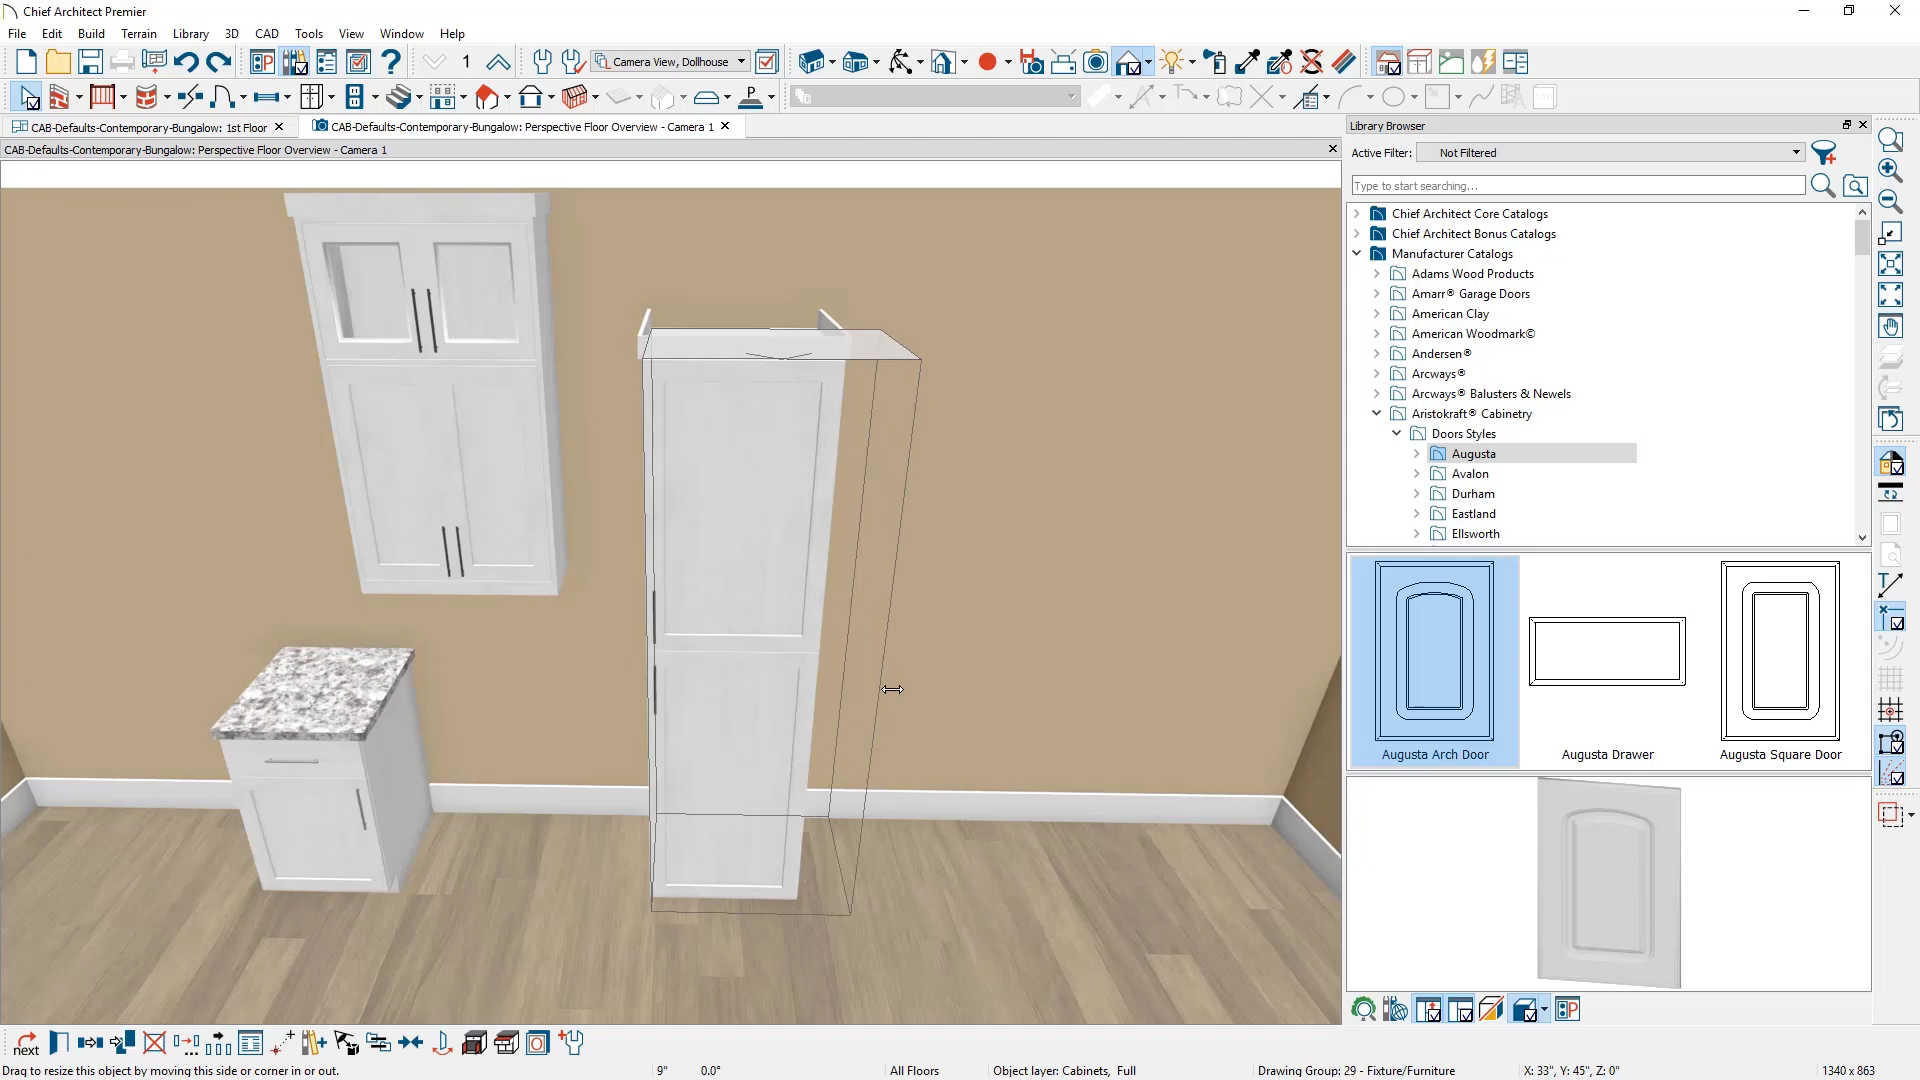 Chief Architect Premier
File Edit Build Terrain Library 3D CAD Tools View Window Help
1 Camera View, Dollhouse
P
CAB-Defaults-Contemporary-Bungalow: 1st Floor
CAB-Defaults-Contemporary-Bungalow: Perspective Floor Overview - Camera 1
CAB-Defaults-Contemporary-Bungalow: Perspective Floor Overview - Camera 1
Library Browser
Active Filter: Not Filtered
Type to start searching...
Chief Architect Core Catalogs
Chief Architect Bonus Catalogs
Manufacturer Catalogs
Adams Wood Products
Amarr® Garage Doors
American Clay
American Woodmark©
Andersen®
Arcways®
Arcways® Balusters & Newels
Aristokraft® Cabinetry
Doors Styles
Augusta
Avalon
Durham
Eastland
Ellsworth
Augusta Arch Door
Augusta Drawer
Augusta Square Door
next
Drag to resize this object by moving this side or corner in or out. 9" 0.0° All Floors Object layer: Cabinets, Full Drawing Group: 29 - Fixture/Furniture X: 33", Y: 45", Z: 0" 1340 x 863